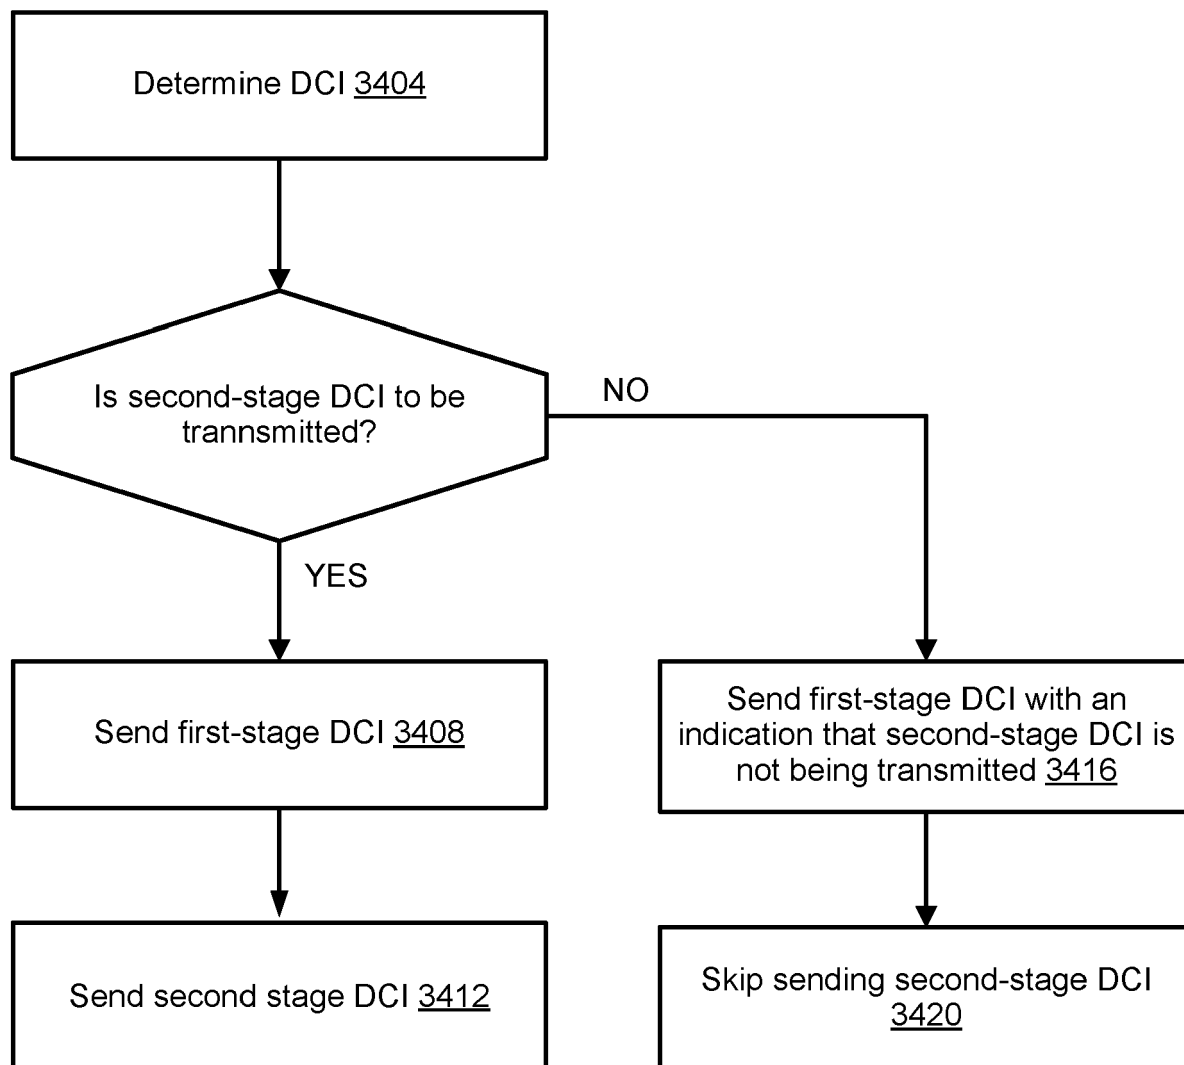 Determine DCI 3404
Is second-stage DCI to be
trannsmitted?
NO
YES
Send first-stage DCI 3408
Send first-stage DCI with an
indication that second-stage DCI is
not being transmitted 3416
Send second stage DCI 3412
Skip sending second-stage DCI
3420